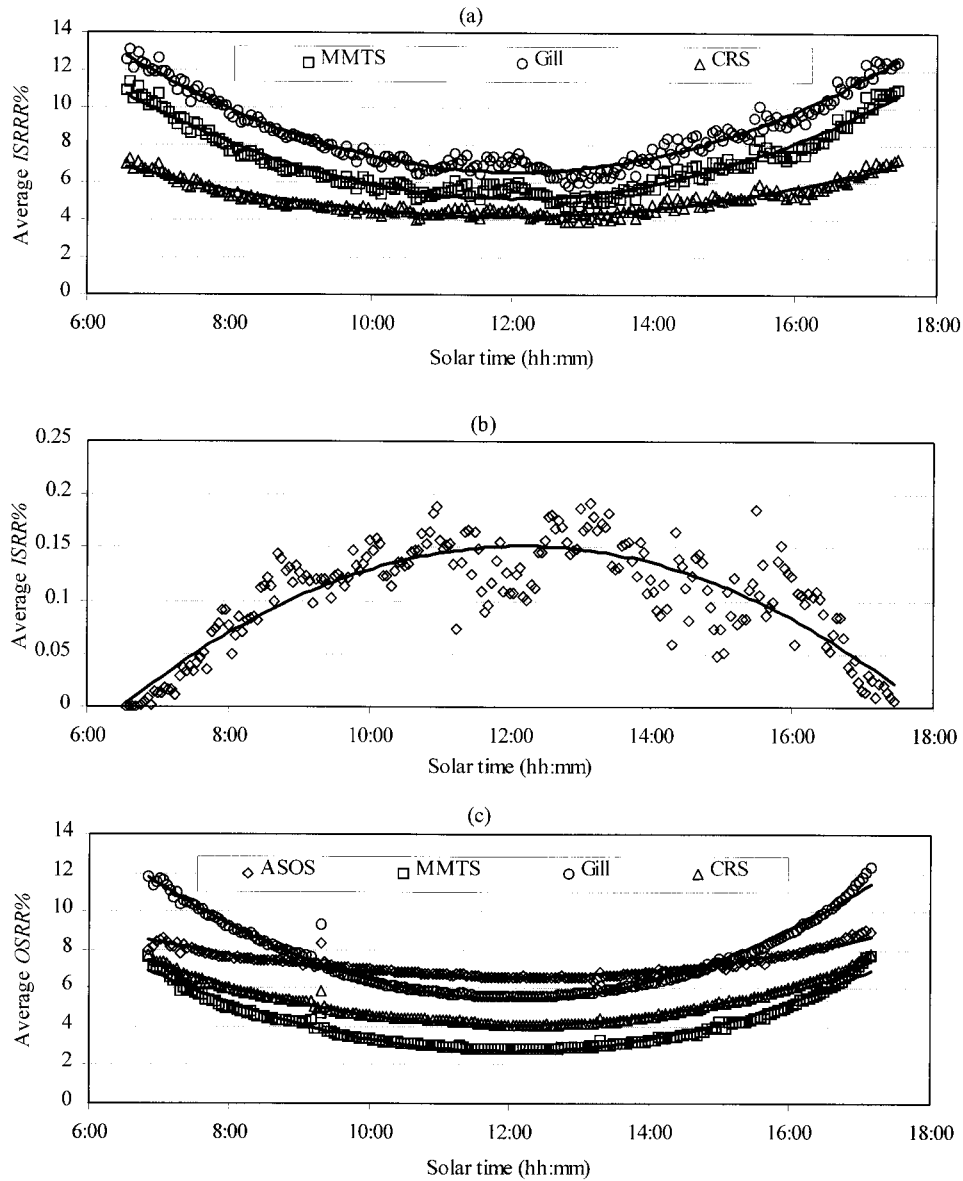 (a)
14
12
10
8
6
4
2
0
Average ISRRR%
MMTS Gill CRS
6:00 8:00 10:00 12:00 14:00 16:00 18:00
Solar time (hh:mm)
(b)
0.25
0.2
0.15
0.1
0.05
0
Average ISRR%
6:00 8:00 10:00 12:00 14:00 16:00 18:00
Solar time (hh:mm)
(c)
14
12
10
8
6
4
2
0
Average OSRR%
ASOS MMTS Gill CRS
6:00 8:00 10:00 12:00 14:00 16:00 18:00
Solar time (hh:mm)